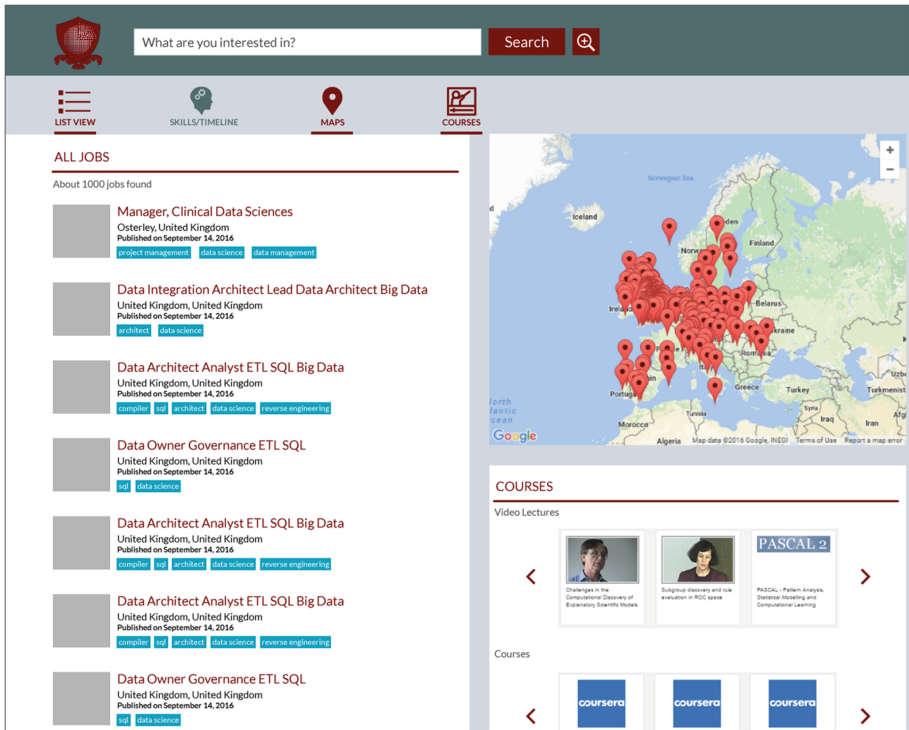 What are you interested in?
Search
LIST VIEW
SKILLS/TIMELINE
MAPS
COURSES
ALL JOBS
About 1000 jobs found
Manager, Clinical Data Sciences
Osterley, United Kingdom
Published on September 14, 2016
project management data science data management
Data Integration Architect Lead Data Architect Big Data
United Kingdom, United Kingdom
Published on September 14, 2016
architect data science
Data Architect Analyst ETL SQL Big Data
United Kingdom, United Kingdom
Published on September 14, 2016
compiler sql architect data science reverse engineering
Data Owner Governance ETL SQL
United Kingdom, United Kingdom
Published on September 14, 2016
sql data science
Data Architect Analyst ETL SQL Big Data
United Kingdom, United Kingdom
Published on September 14, 2016
compiler sql architect data science reverse engineering
Data Architect Analyst ETL SQL Big Data
United Kingdom, United Kingdom
Published on September 14, 2016
compiler sql architect data science reverse engineering
Data Owner Governance ETL SQL
United Kingdom, United Kingdom
Published on September 14, 2016
sql data science
+
−
Norwegian Sea
Iceland
Finland
Belarus
Greece
Turkey
Turkmenist
Syria
Iraq
Iran
Tunisia
Morocco
Algeria
Google
Map data ©2016 Google, INEGI Terms of Use Report a map error
COURSES
Video Lectures
Challenges in the
Computational Discovery of
Explanatory Scientific Models
Subgroup discovery and rule
evaluation in ROC space
PASCAL 2
PASCAL - Pattern Analysis,
Statistical Modelling and
Computational Learning
Courses
coursera
coursera
coursera